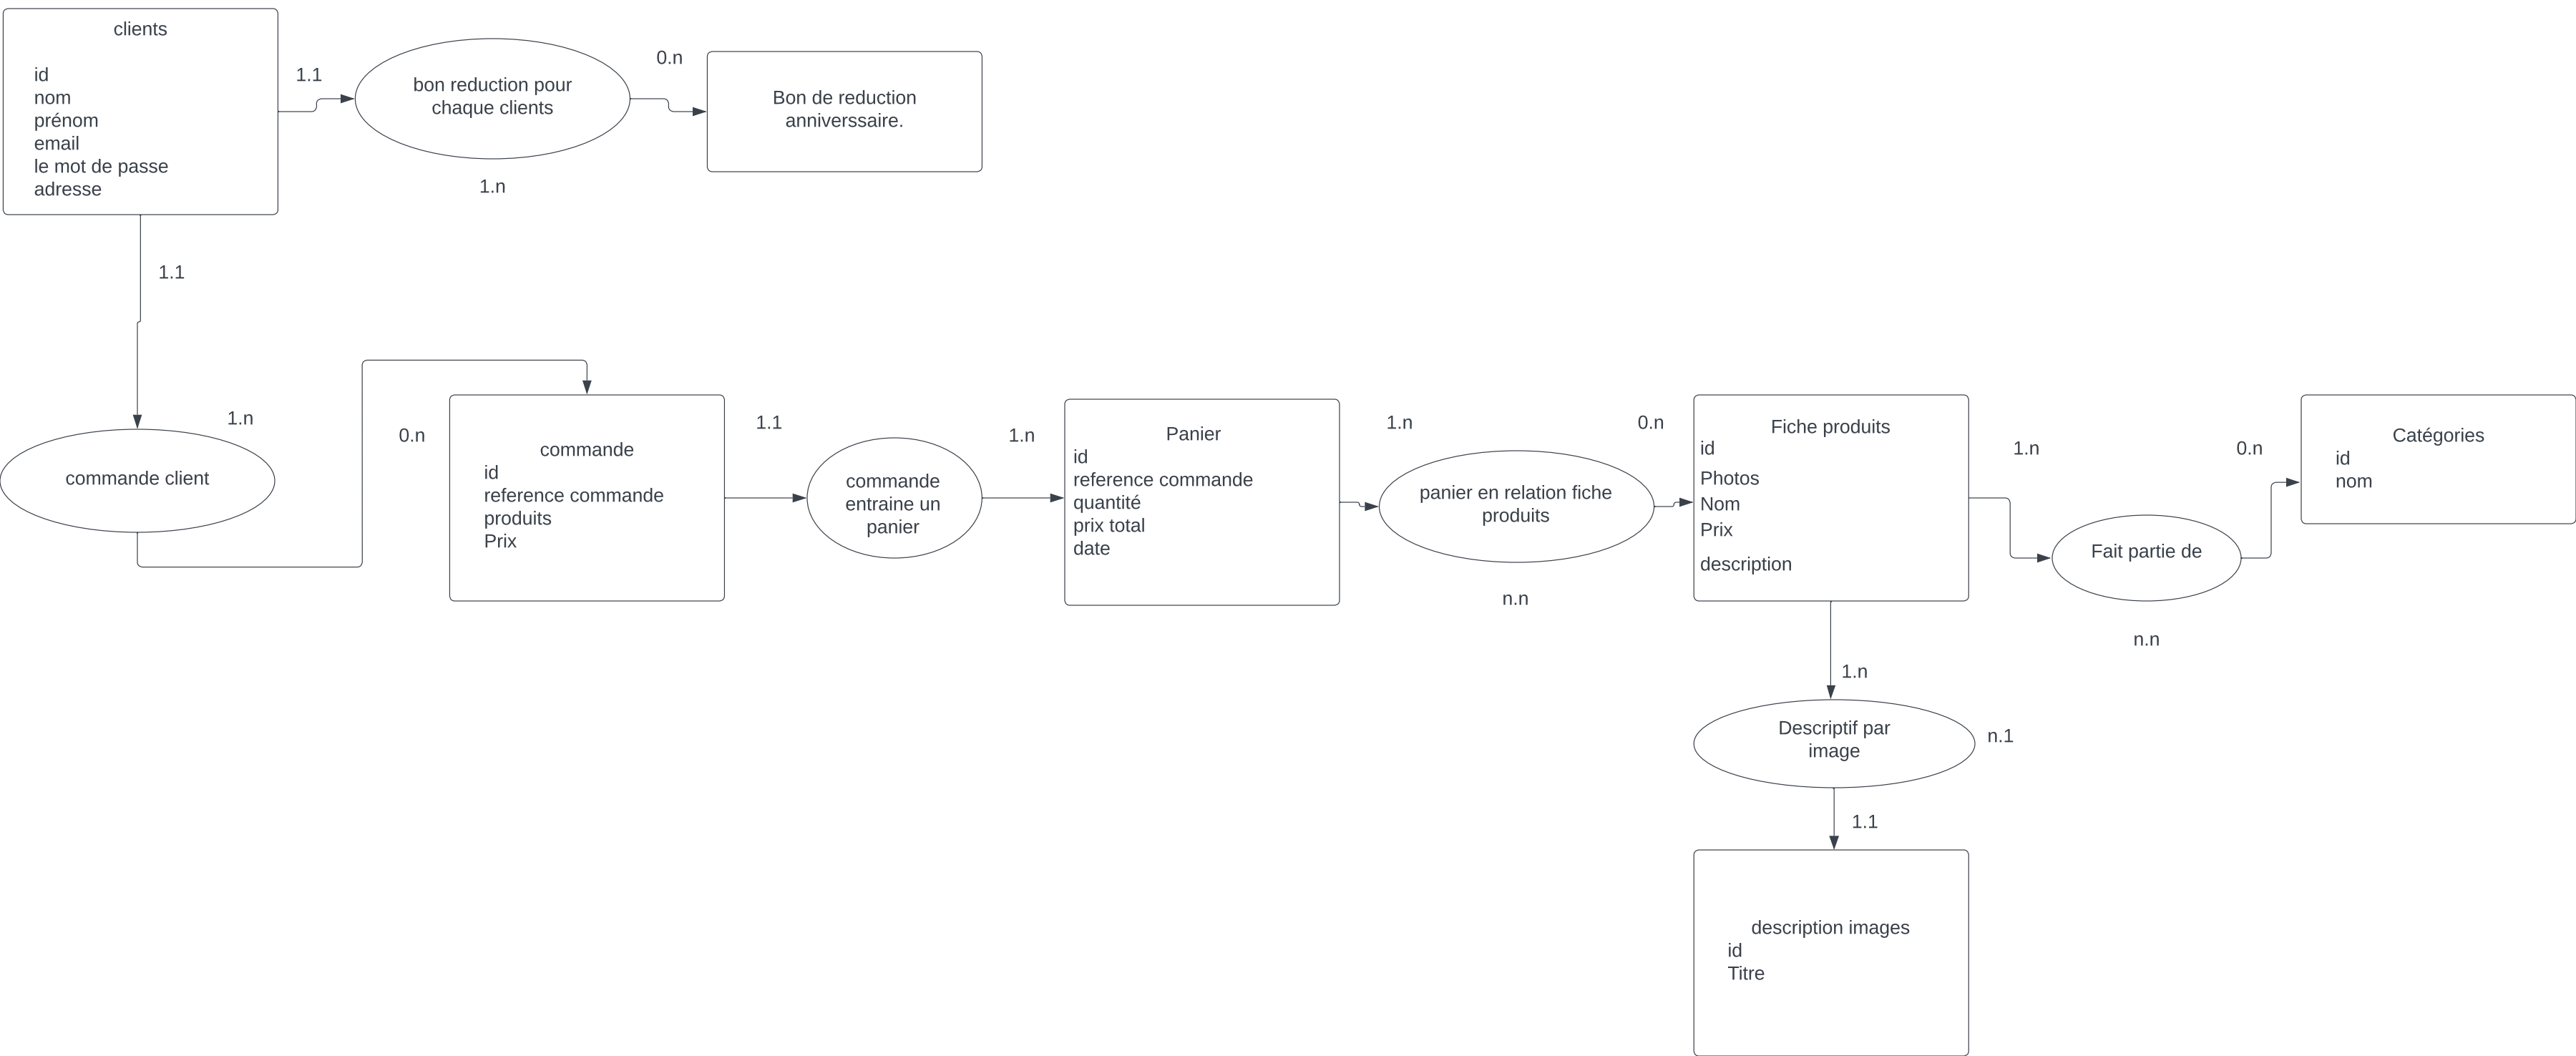 clients
id
nom
prénom
email
le mot de passe
adresse
1.1
bon reduction pour
chaque clients
1.n
0.n
Bon de reduction
anniverssaire.
1.1
1.n
commande client
0.n
commande
id
reference commande
produits
Prix
1.1
commande
entraine un
panier
1.n
Panier
id
reference commande
quantité
prix total
date
1.n
panier en relation fiche
produits
n.n
0.n
Fiche produits
id
Photos
Nom
Prix
description
1.n
Fait partie de
n.n
0.n
Catégories
id
nom
1.n
Descriptif par
image
n.1
1.1
description images
id
Titre